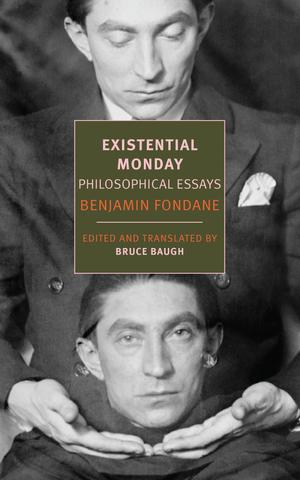 EXISTENTIAL
MONDAY
PHILOSOPHICAL ESSAYS
BENJAMIN FONDANE
EDITED AND TRANSLATED BY
BRUCE BAUGH